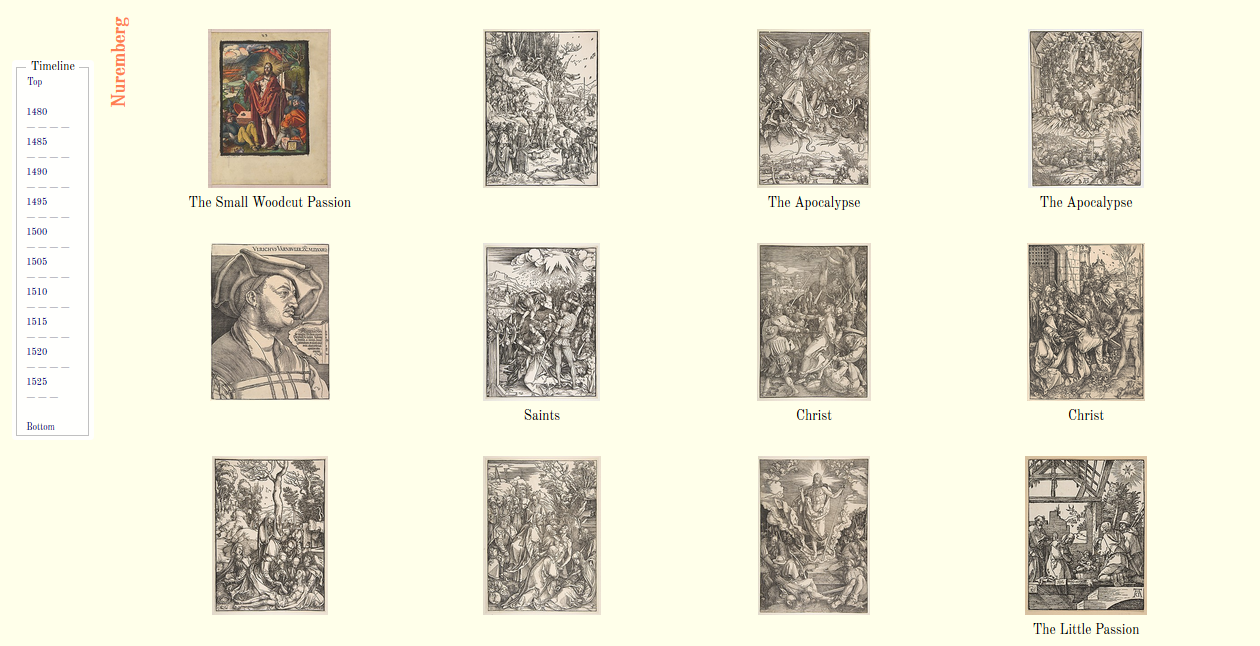 Nuremberg
Timeline
Top
1480
1485
1490
1495
1500
1505
1510
1515
1520
1525
Bottom
The Small Woodcut Passion
The Apocalypse
The Apocalypse
Saints
Christ
Christ
The Little Passion